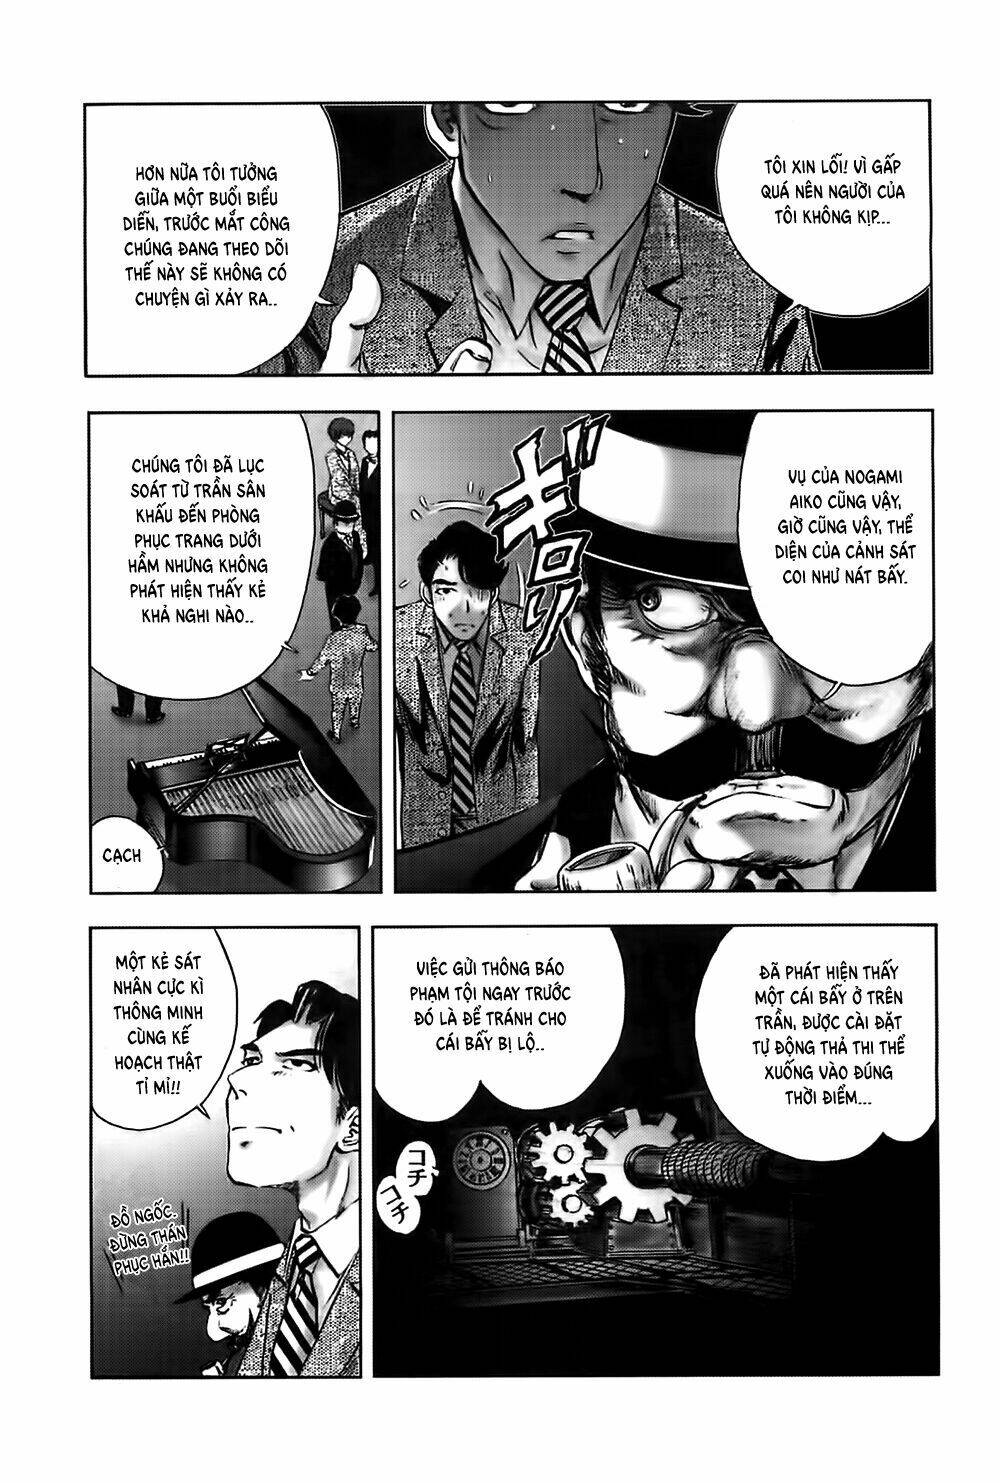 TÔI XIN LỖI! VÌ GẤP
QUÁ NÊN NGƯỜI CỦA
TÔI KHÔNG KỊP...
HƠN NỮA TÔI TƯỞNG
GIỮA MỘT BUỔI BIỂU
DIỄN, TRƯỚC MẮT CÔNG
CHÚNG ĐANG THEO DÕI
THẾ NÀY SẼ KHÔNG CÓ
CHUYỆN GÌ XẢY RA..
VỤ CỦA NOGAMI
AIKO CŨNG VẬY,
GIỜ CŨNG VẬY, THỂ
DIỆN CỦA CẢNH SÁT
COI NHƯ NÁT BẤY.
ギロリ
CHÚNG TÔI ĐÃ LỤC
SOÁT TỪ TRẦN SÂN
KHẤU ĐẾN PHÒNG
PHỤC TRANG DƯỚI
HẦM NHƯNG KHÔNG
PHÁT HIỆN THẤY KẺ
KHẢ NGHI NÀO..
CẠCH
ĐÃ PHÁT HIỆN THẤY
MỘT CÁI BẪY Ở TRÊN
TRẦN, ĐƯỢC CÀI ĐẶT
TỰ ĐỘNG THẢ THI THỂ
XUỐNG VÀO ĐÚNG
THỜI ĐIỂM...
VIỆC GỬI THÔNG BÁO
PHẠM TỘI NGAY TRƯỚC
ĐÓ LÀ ĐỂ TRÁNH CHO
CÁI BẪY BỊ LỘ..
コチ
コチ
MỘT KẺ SÁT
NHÂN CỰC KÌ
THÔNG MINH
CÙNG KẾ
HOẠCH THẬT
TỈ MỈ!!
ĐỒ NGỐC.
ĐỪNG THÁN
PHỤC HẮN!!